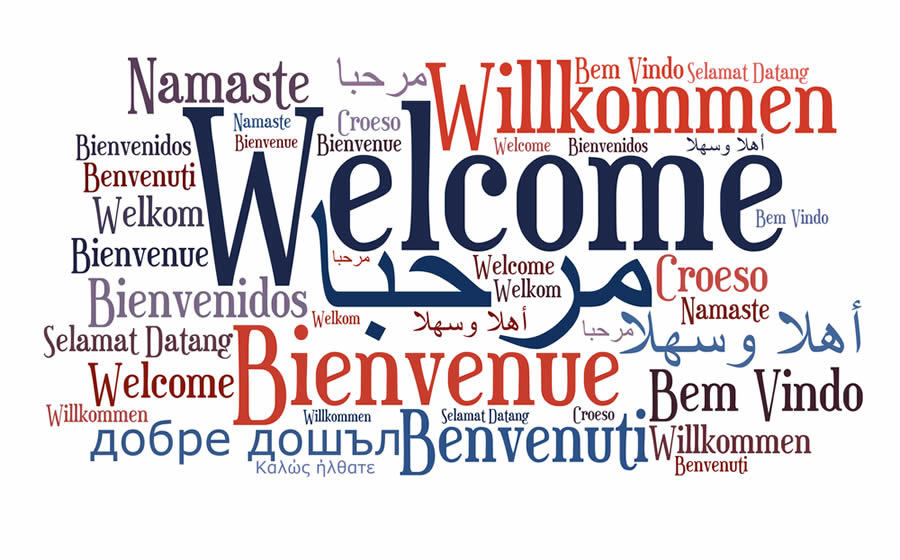 Namaste
مرحبا
Willkommen
Bem Vindo
Selamat Datang
Welcome
Namaste
Croeso
Bienvenidos
Bienvenue
Bienvenue
Welcome
Bienvenidos
أهلا وسهلا
Benvenuti
Welkom
Bem Vindo
Bienvenue
مرحبا
مرحبا
Welcome
Welkom
Croeso
Bienvenidos
Namaste
Welkom
أهلا وسهلا
مرحبا
أهلا وسهلا
Selamat Datang
Bienvenue
Welcome
Bem Vindo
Willkommen
Willkommen
Selamat Datang
Croeso
добре дошъл
Benvenuti
Willkommen
Καλώς ήλθατε
Benvenuti